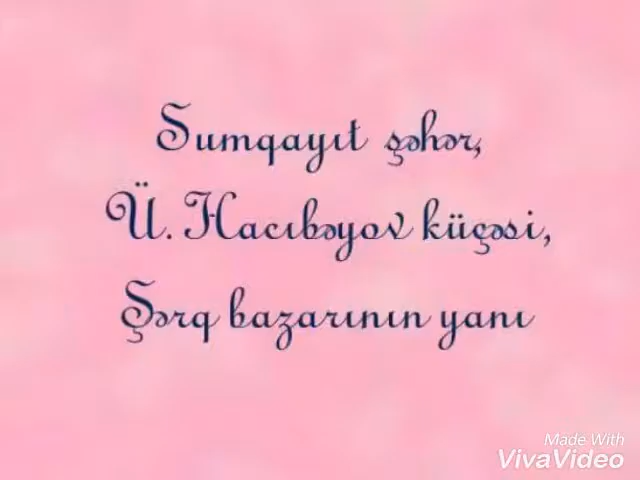 Sumqayıt şəhər,
Ü. Hacıbəyov küçəsi,
Şərq bazarının yanı
Made With
VivaVideo